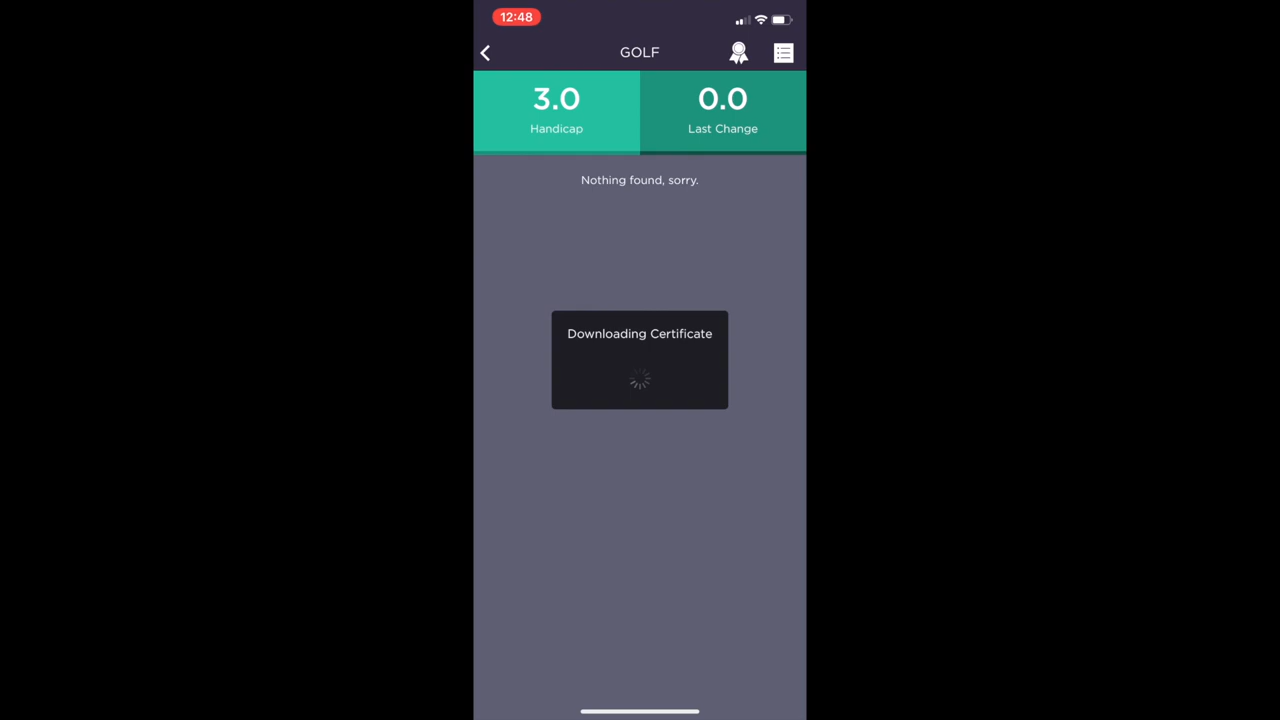 12:48
GOLF
3.0
Handicap
0.0
Last Change
Nothing found, sorry.
Downloading Certificate